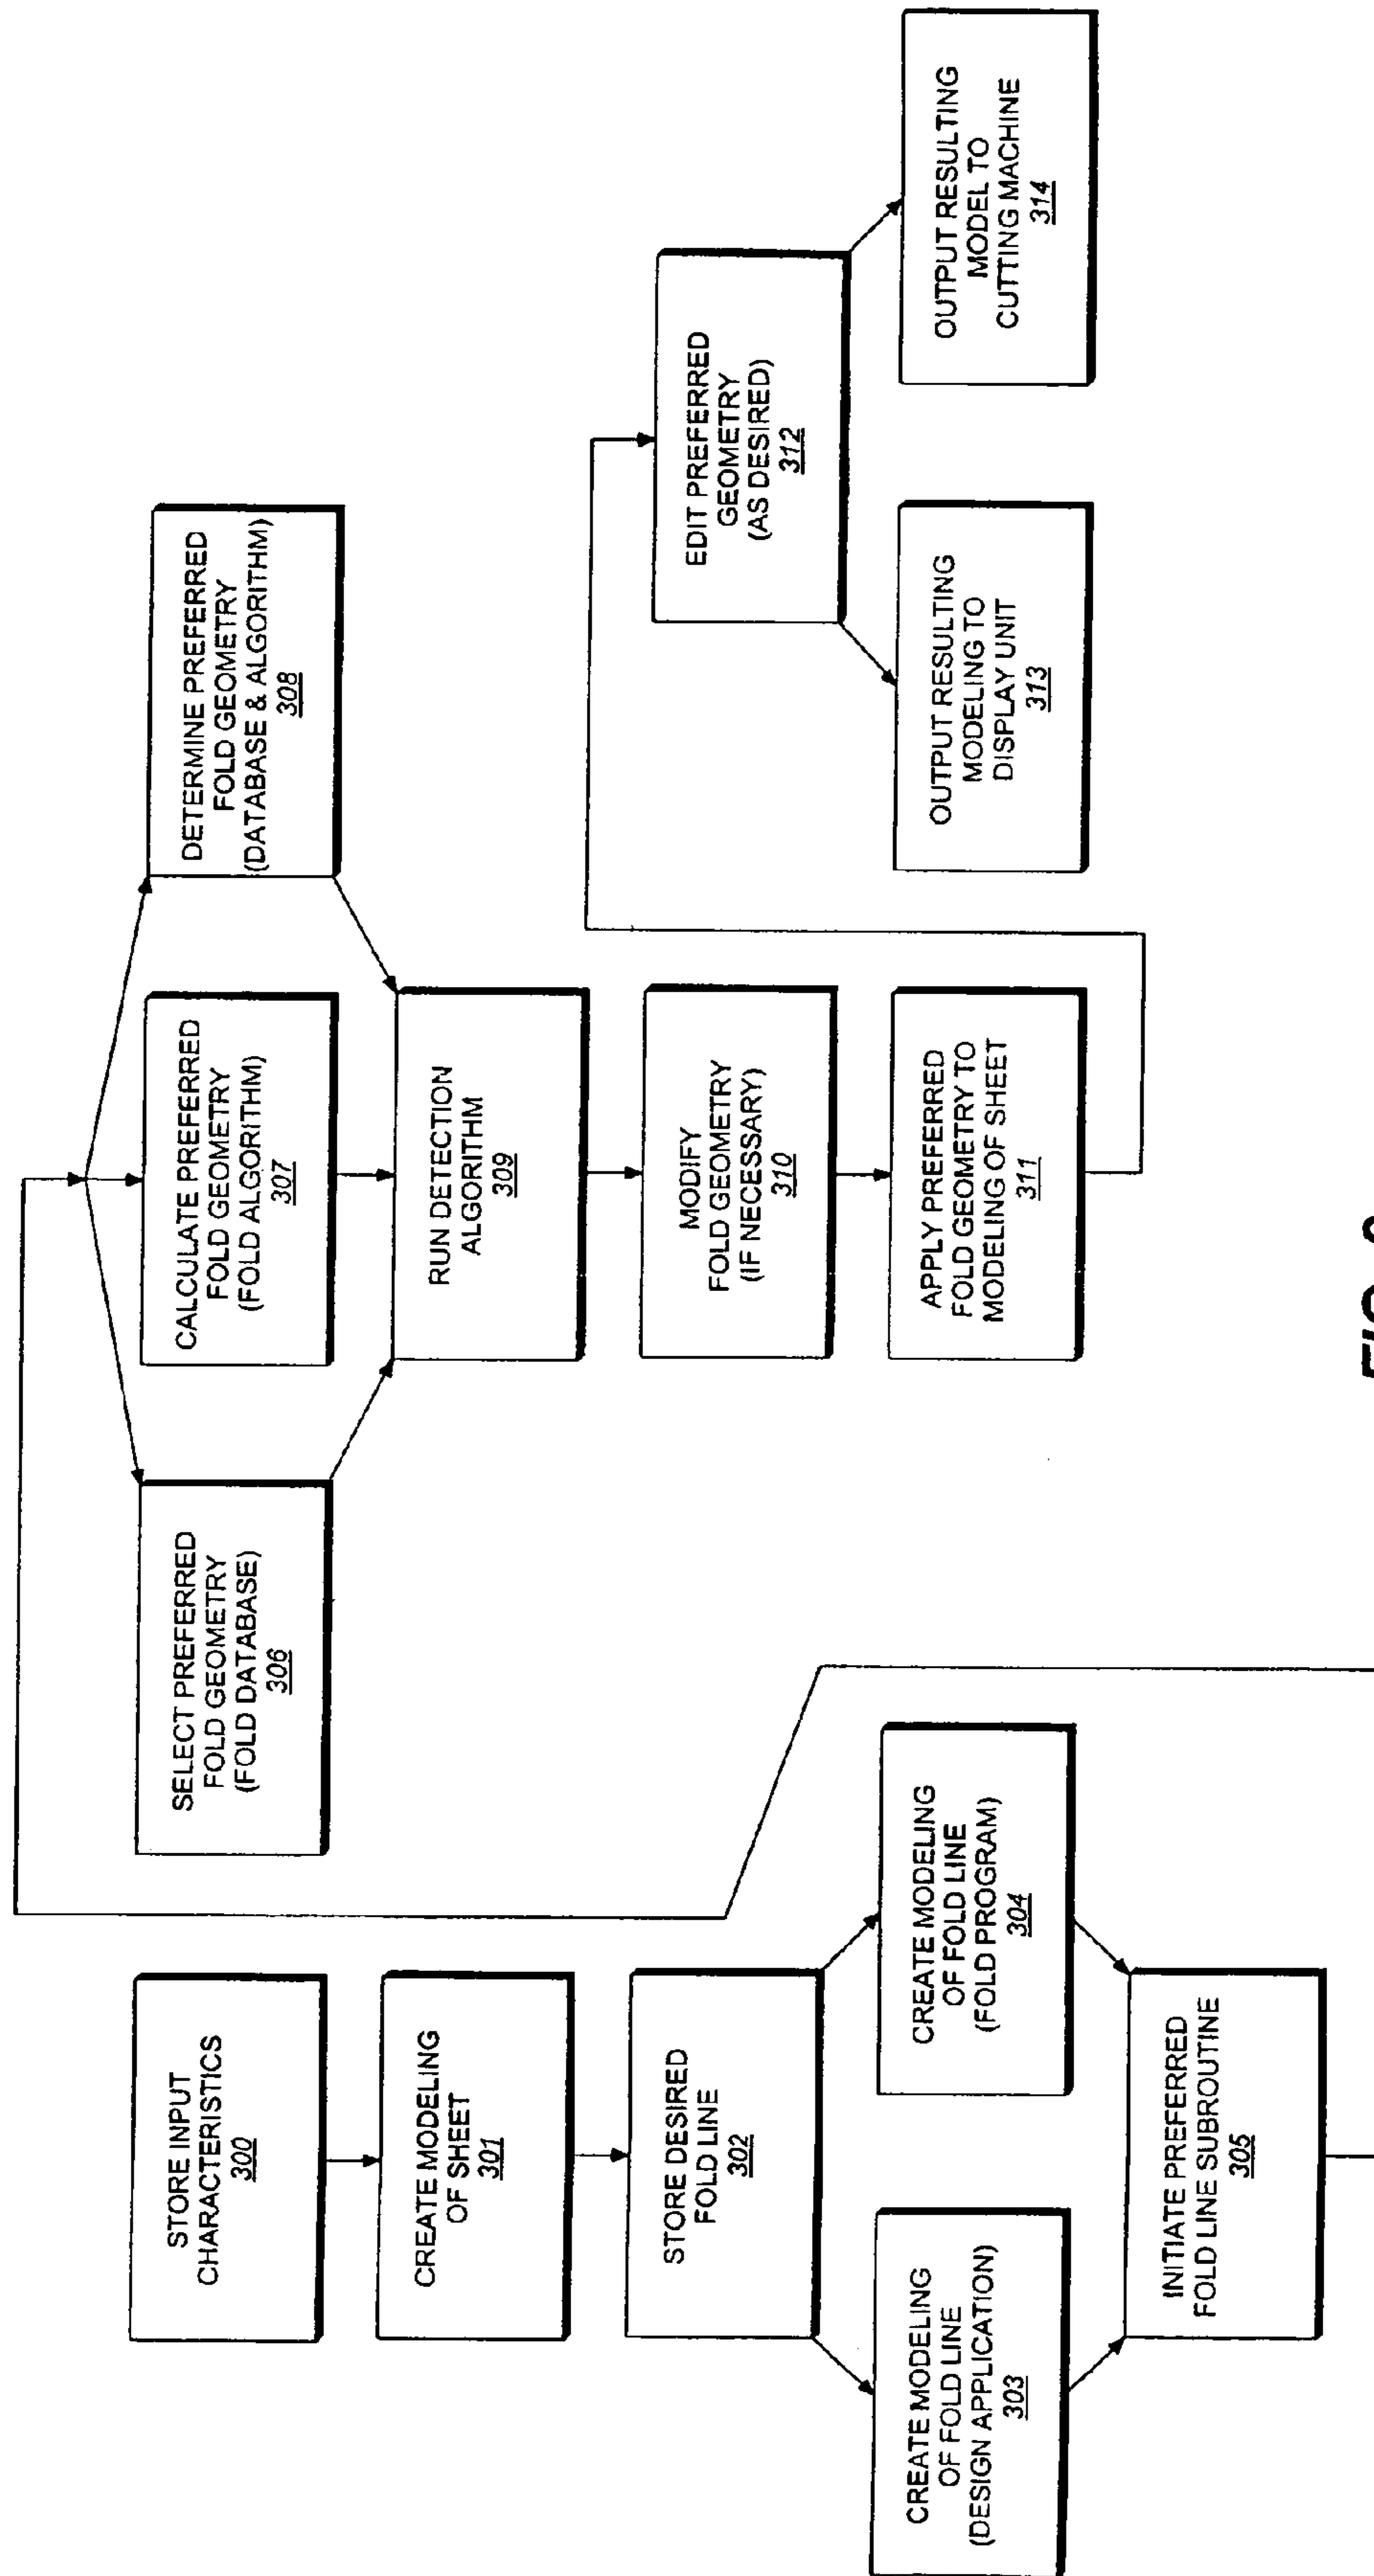 STORE INPUT
CHARACTERISTICS
300
CREATE MODELING
OF SHEET
301
STORE DESIRED
FOLD LINE
302
CREATE MODELING
OF FOLD LINE
(DESIGN APPLICATION)
303
CREATE MODELING
OF FOLD LINE
(FOLD PROGRAM)
304
INITIATE PREFERRED
FOLD LINE SUBROUTINE
305
SELECT PREFERRED
FOLD GEOMETRY
(FOLD DATABASE)
306
CALCULATE PREFERRED
FOLD GEOMETRY
(FOLD ALGORITHM)
307
DETERMINE PREFERRED
FOLD GEOMETRY
(DATABASE & ALGORITHM)
308
RUN DETECTION
ALGORITHM
309
MODIFY
FOLD GEOMETRY
(IF NECESSARY)
310
APPLY PREFERRED
FOLD GEOMETRY TO
MODELING OF SHEET
311
EDIT PREFERRED
GEOMETRY
(AS DESIRED)
312
OUTPUT RESULTING
MODELING TO
DISPLAY UNIT
313
OUTPUT RESULTING
MODEL TO
CUTTING MACHINE
314
FIG.